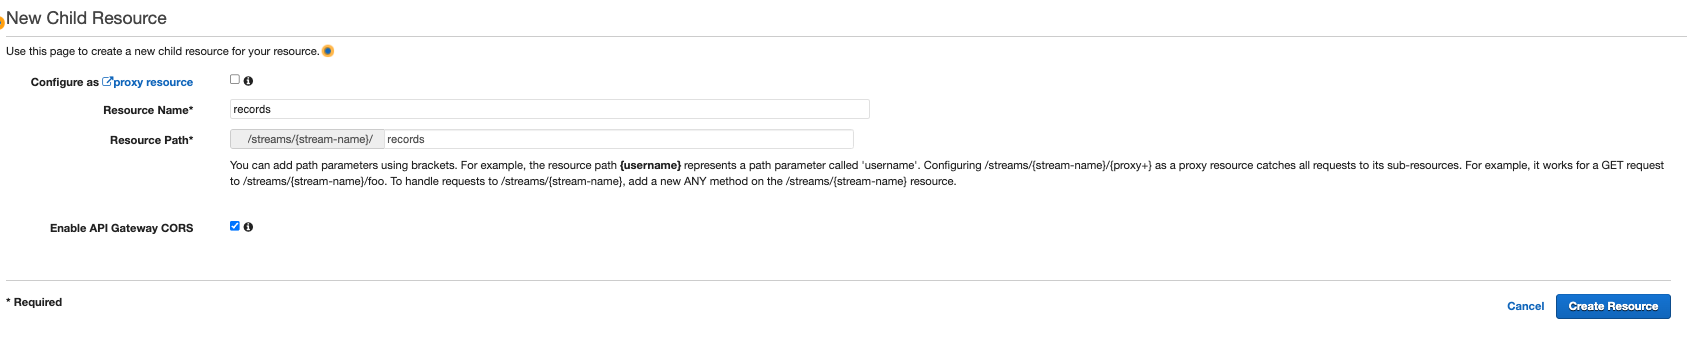 New Child Resource
Use this page to create a new child resource for your resource.
Configure as proxy resource
Resource Name* records
Resource Path* /streams/{stream-name}/ records
You can add path parameters using brackets. For example, the resource path {username} represents a path parameter called 'username'. Configuring /streams/{stream-name}/{proxy+} as a proxy resource catches all requests to its sub-resources. For example, it works for a GET request
to /streams/{stream-name}/foo. To handle requests to /streams/{stream-name}, add a new ANY method on the /streams/{stream-name} resource.
Enable API Gateway CORS
* Required
Cancel Create Resource